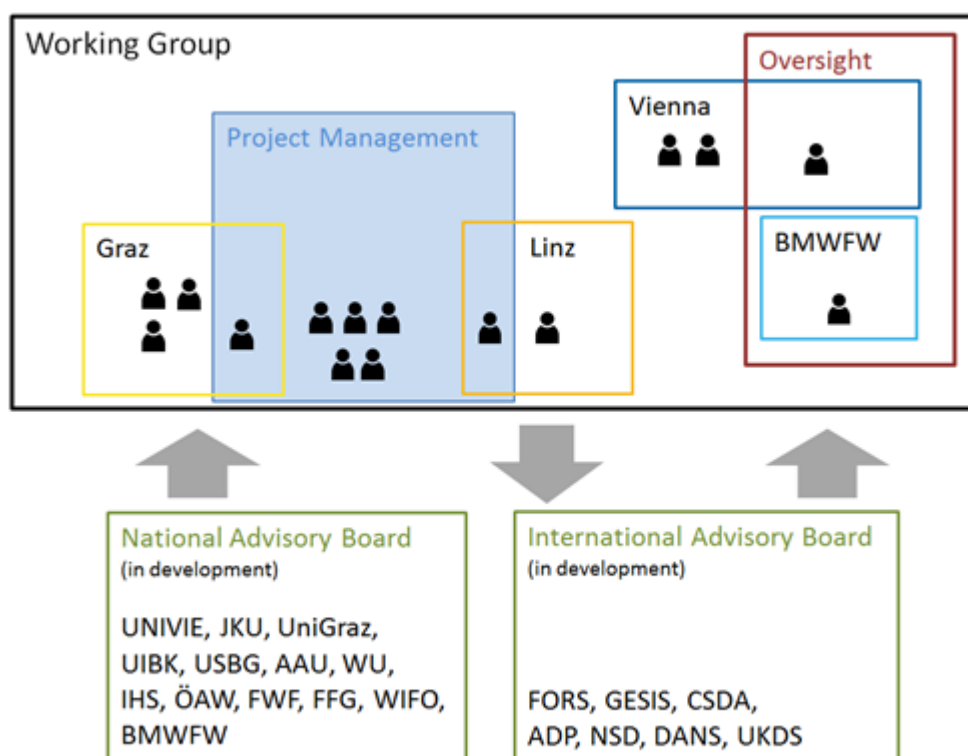 Working Group
Oversight
Vienna
Project Management
Graz
Linz
BMWFW
National Advisory Board
(in development)
UNIVIE, JKU, UniGraz,
UIBK, USBG, AAU, WU,
IHS, ÖAW, FWF, FFG, WIFO,
BMWFW
International Advisory Board
(in development)
FORS, GESIS, CSDA,
ADP, NSD, DANS, UKDS